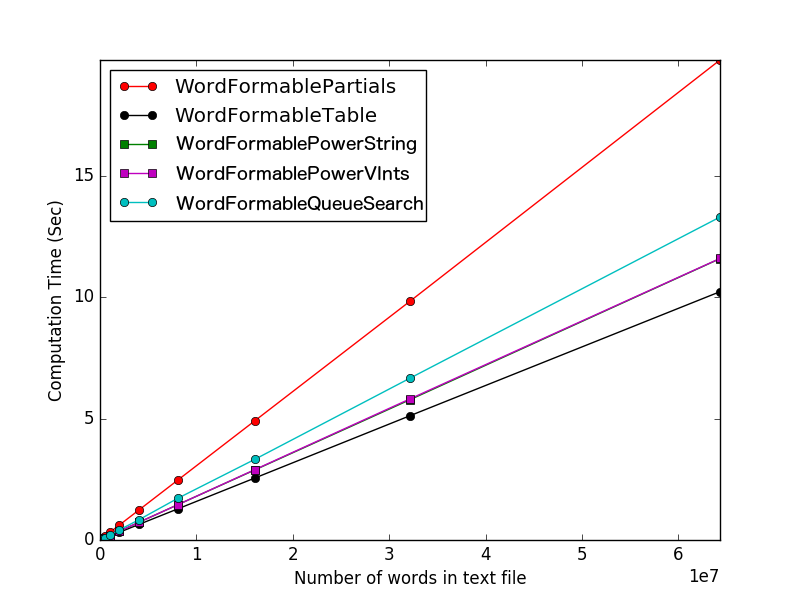 WordFormablePartials
WordFormableTable
WordFormablePowerString
WordFormablePowerVInts
WordFormableQueueSearch
15
10
5
0
Computation Time (Sec)
0 1 2 3 4 5 6
1e7
Number of words in text file